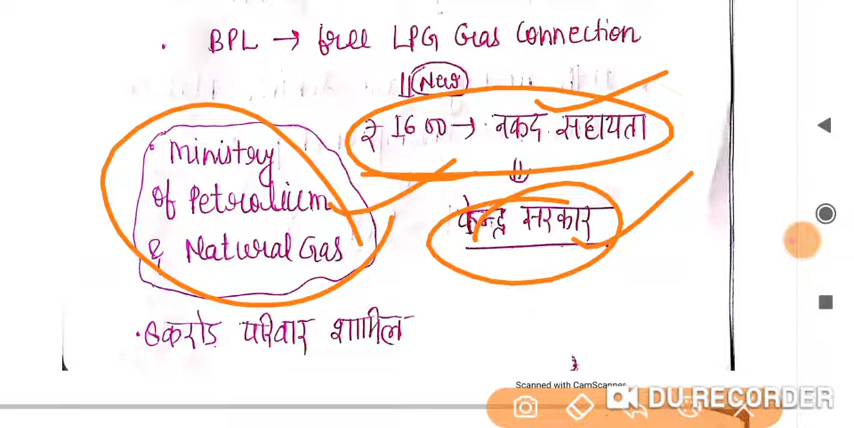 . BPL → free LPG Gas Connection
New
₹ 1600 → नकद सहायता
. Ministry
of Petrolium
& Natural Gas
केन्द्र सरकार
. 8 करोड़ परिवार शामिल
Scanned with CamScanner
DU RECORDER